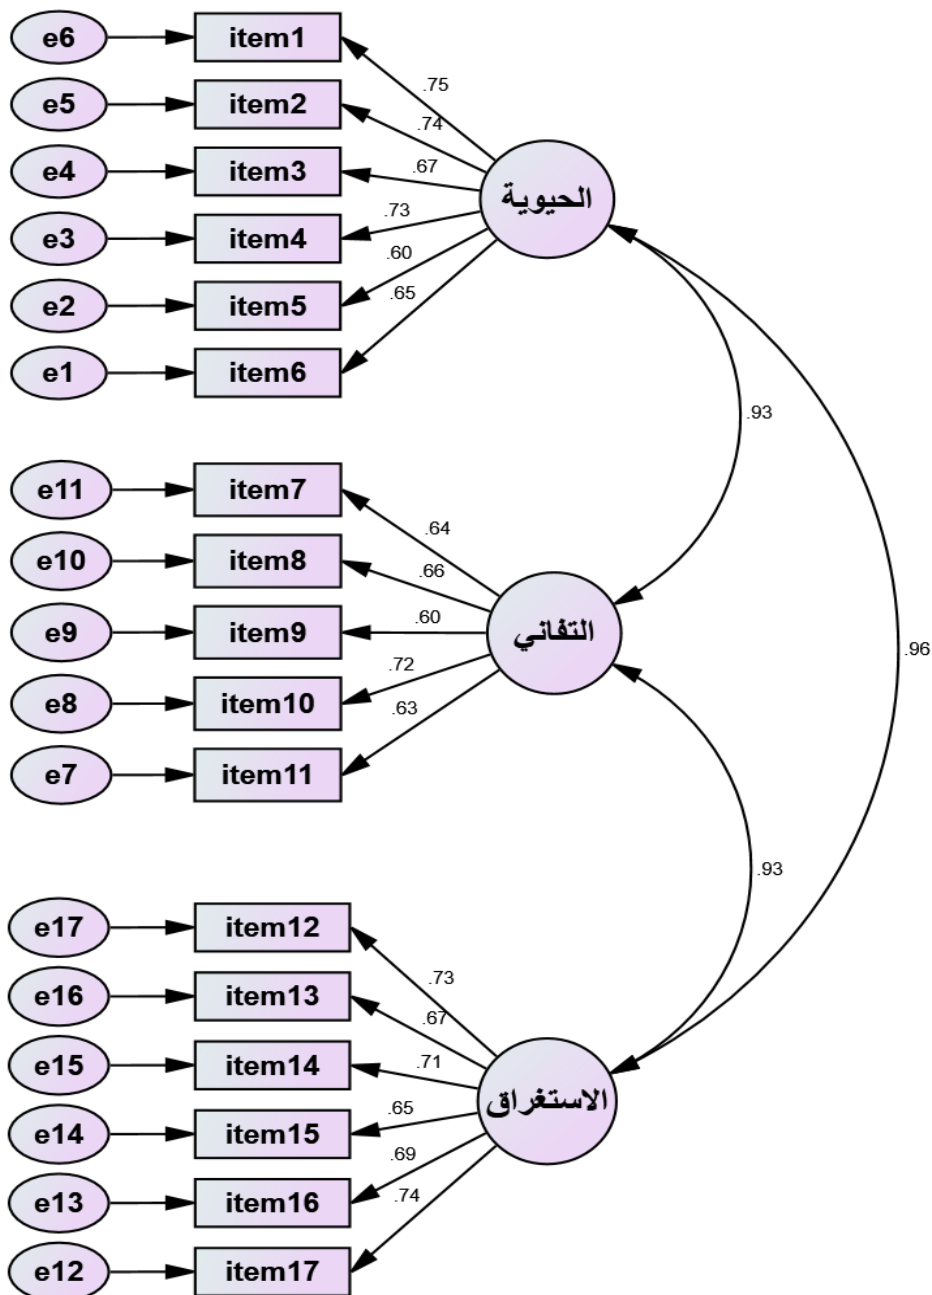 e6 item1
.75
e5 item2
.74
e4 item3
.67
الحيوية
e3 item4
.73
e2 item5
.60
e1 item6
.65
.93
e11 item7
.64
e10 item8
.66
e9 item9
.60
التفاني
.96
e8 item10
.72
e7 item11
.63
.93
e17 item12
.73
e16 item13
.67
e15 item14
.71
الاستغراق
e14 item15
.65
e13 item16
.69
e12 item17
.74